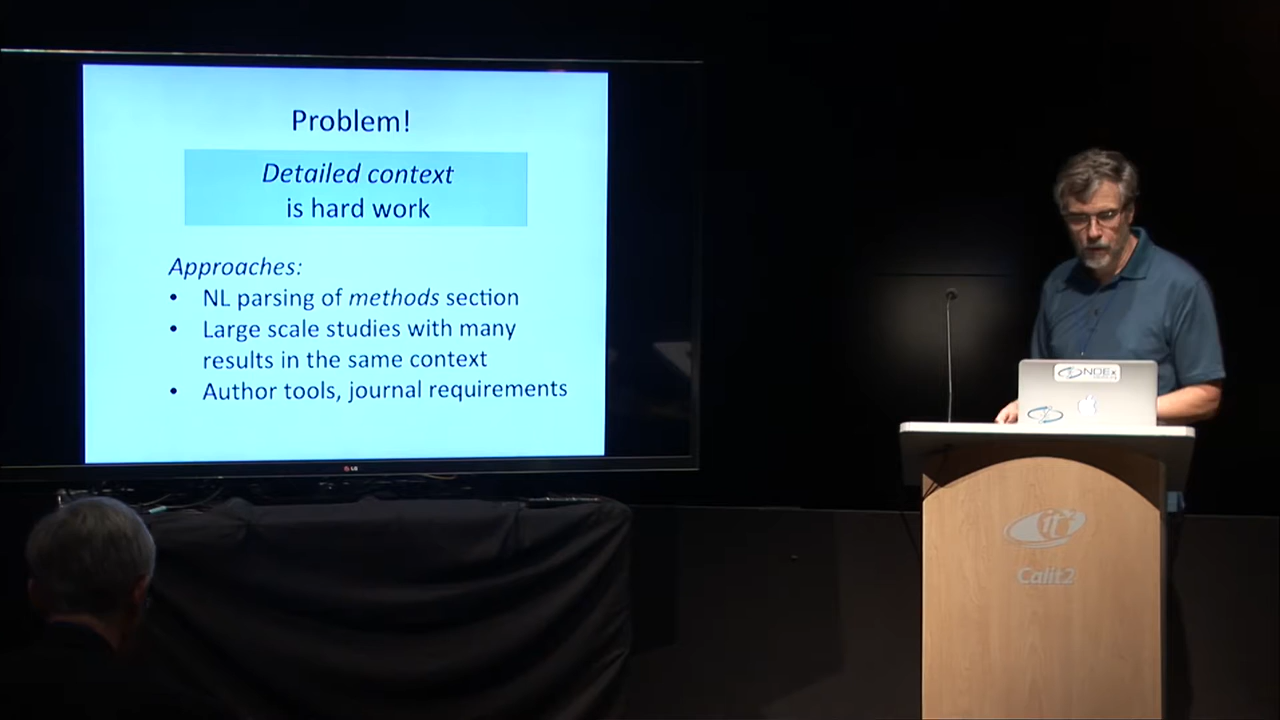 Problem!
Detailed context
is hard work
Approaches:
• NL parsing of methods section
• Large scale studies with many
results in the same context
• Author tools, journal requirements
LG
NDEx
it2
Calit2